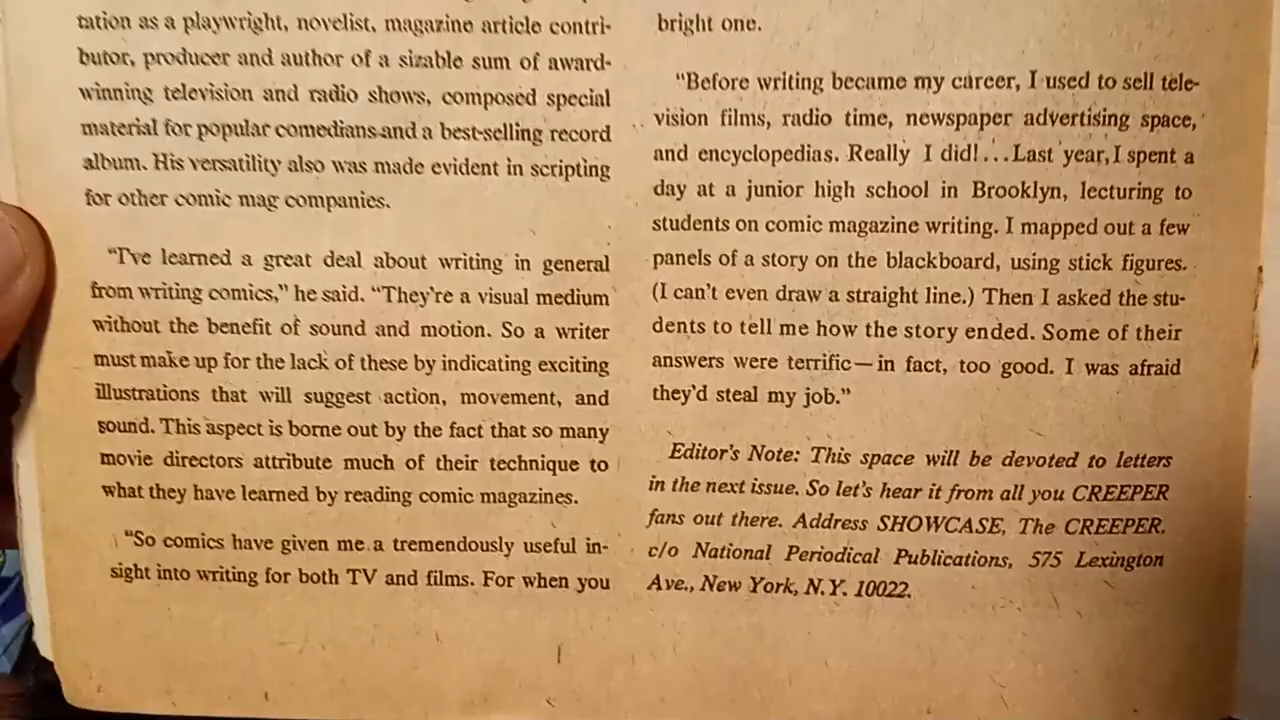 tation as a playwright, novelist, magazine article contri-
butor, producer and author of a sizable sum of award-
winning television and radio shows, composed special
material for popular comedians and a best-selling record
album. His versatility also was made evident in scripting
for other comic mag companies.
"I've learned a great deal about writing in general
from writing comics," he said. "They're a visual medium
without the benefit of sound and motion. So a writer
must make up for the lack of these by indicating exciting
illustrations that will suggest action, movement, and
sound. This aspect is borne out by the fact that so many
movie directors attribute much of their technique to
what they have learned by reading comic magazines.
"So comics have given me a tremendously useful in-
sight into writing for both TV and films. For when you
bright one.
"Before writing became my career, I used to sell tele-
vision films, radio time, newspaper advertising space,
and encyclopedias. Really I did!...Last year, I spent a
day at a junior high school in Brooklyn, lecturing to
students on comic magazine writing. I mapped out a few
panels of a story on the blackboard, using stick figures.
(I can't even draw a straight line.) Then I asked the stu-
dents to tell me how the story ended. Some of their
answers were terrific—in fact, too good. I was afraid
they'd steal my job."
Editor's Note: This space will be devoted to letters
in the next issue. So let's hear it from all you CREEPER
fans out there. Address SHOWCASE, The CREEPER,
c/o National Periodical Publications, 575 Lexington
Ave., New York, N.Y. 10022.